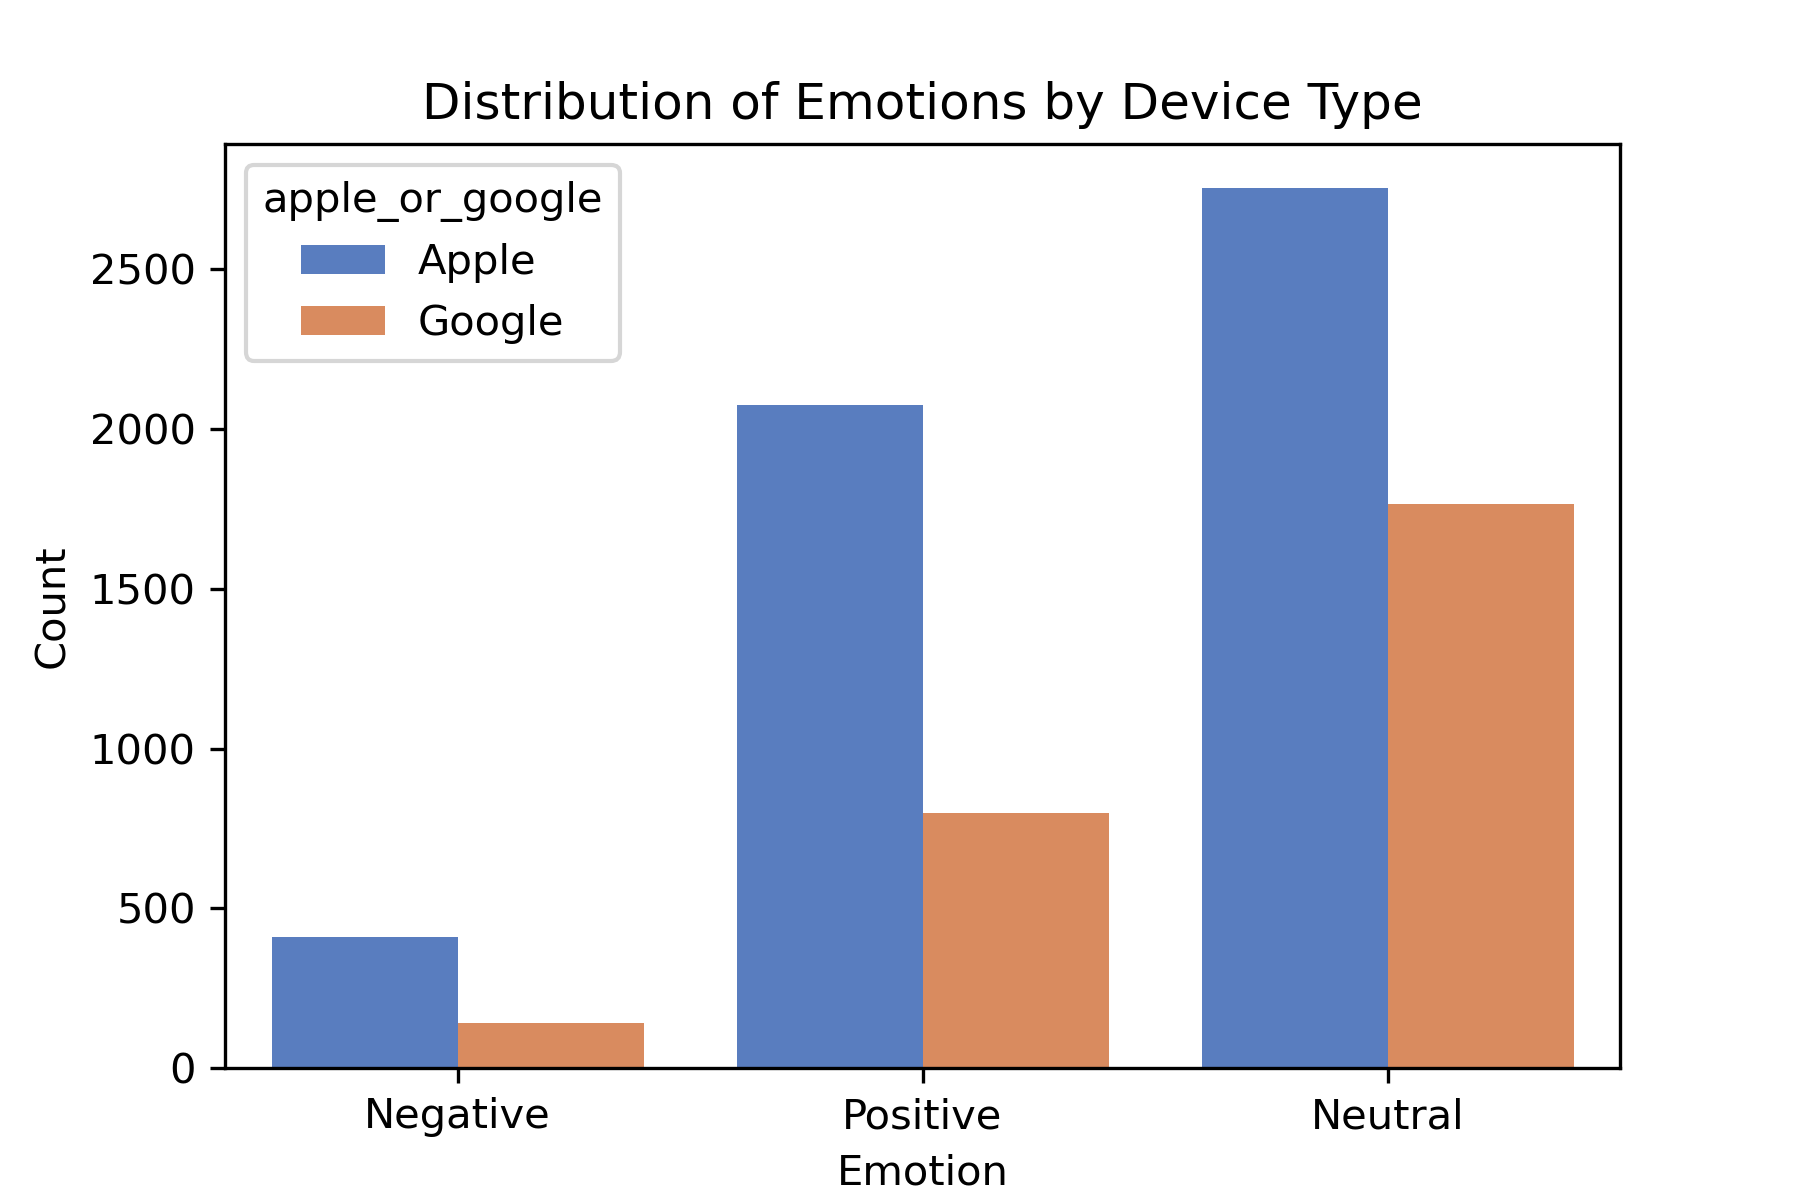 Distribution of Emotions by Device Type
apple_or_google
Apple
Google
2500
2000
1500
1000
500
0
Count
Negative
Positive
Neutral
Emotion